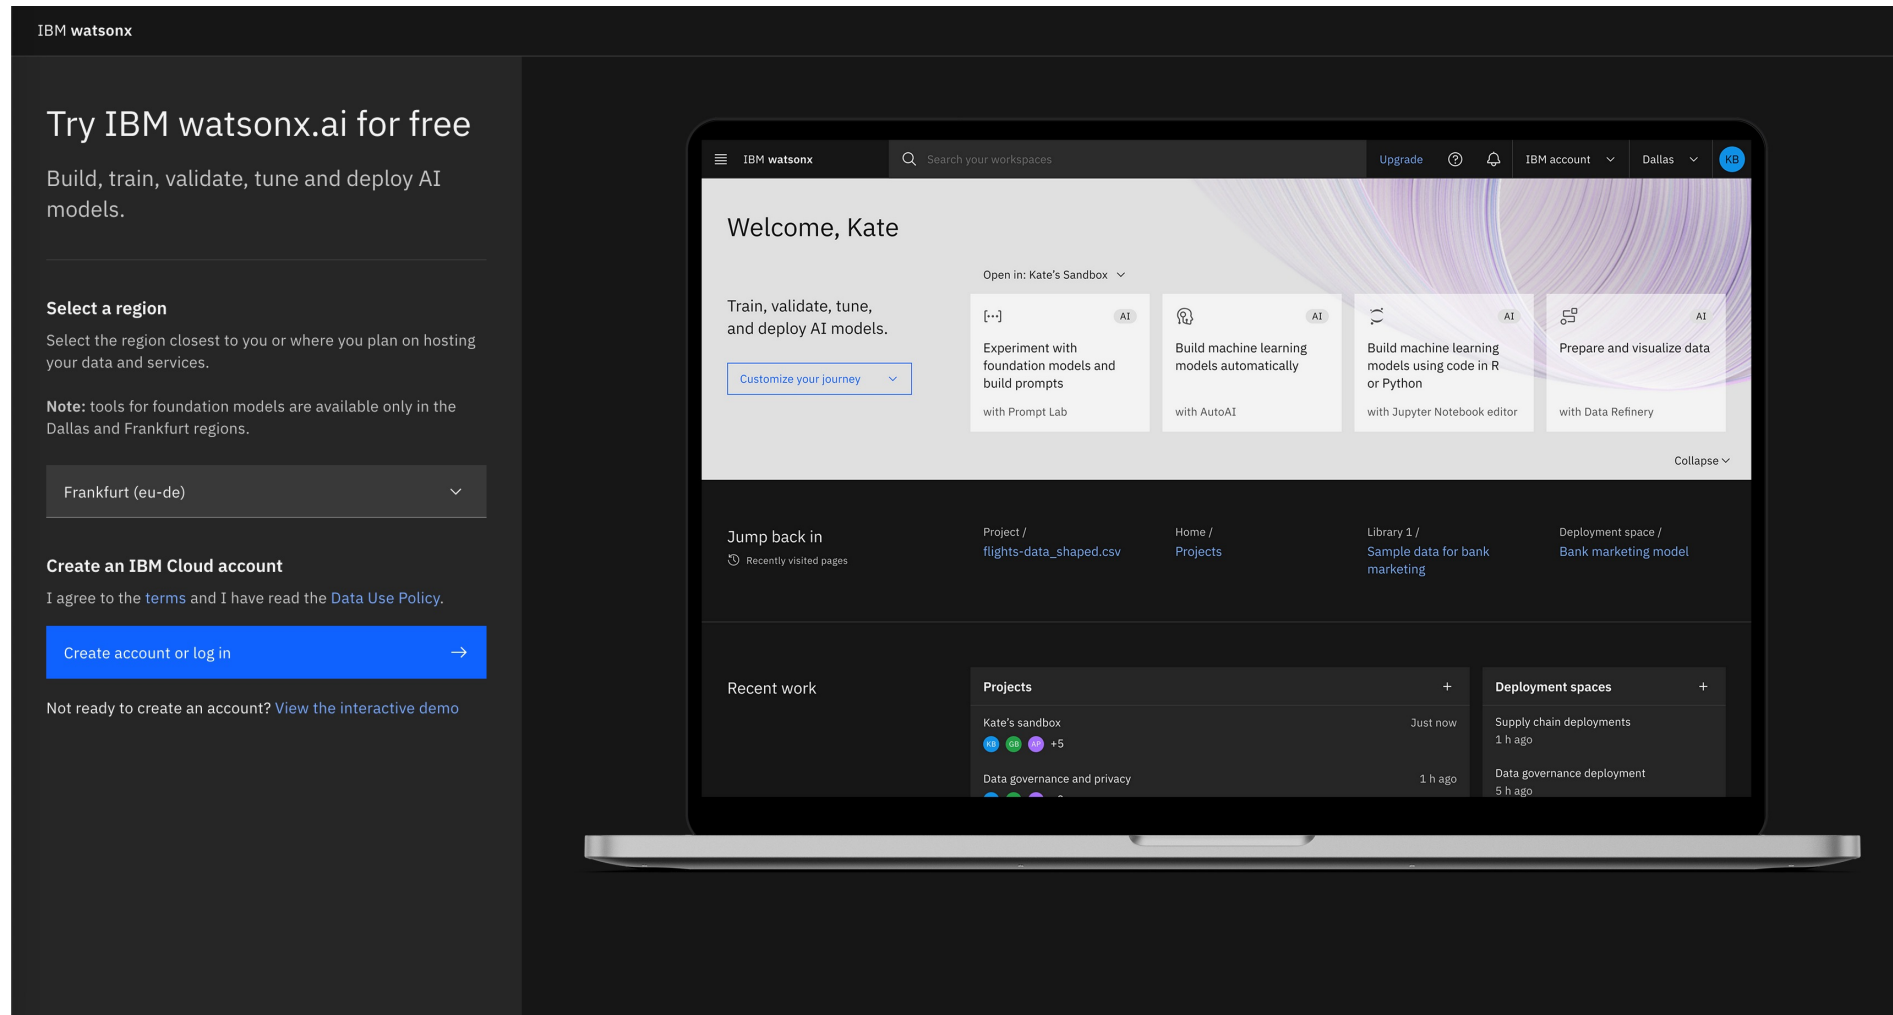 IBM watsonx
Try IBM watsonx.ai for free
Build, train, validate, tune and deploy AI
models.
Select a region
Select the region closest to you or where you plan on hosting
your data and services.
Note: tools for foundation models are available only in the
Dallas and Frankfurt regions.
Frankfurt (eu-de)
Create an IBM Cloud account
I agree to the terms and I have read the Data Use Policy.
Create account or log in
Not ready to create an account? View the interactive demo
IBM watsonx
Search your workspaces
Upgrade
IBM account
Dallas
KB
Welcome, Kate
Open in: Kate's Sandbox
Train, validate, tune,
and deploy AI models.
Customize your journey
AI
Experiment with
foundation models and
build prompts
with Prompt Lab
AI
Build machine learning
models automatically
with AutoAI
AI
Build machine learning
models using code in R
or Python
with Jupyter Notebook editor
AI
Prepare and visualize data
with Data Refinery
Collapse
Jump back in
Recently visited pages
Project /
flights-data_shaped.csv
Home /
Projects
Library 1 /
Sample data for bank
marketing
Deployment space /
Bank marketing model
Recent work
Projects +
Kate's sandbox
Just now
KB GB AP +5
Data governance and privacy
1 h ago
Deployment spaces +
Supply chain deployments
1 h ago
Data governance deployment
5 h ago